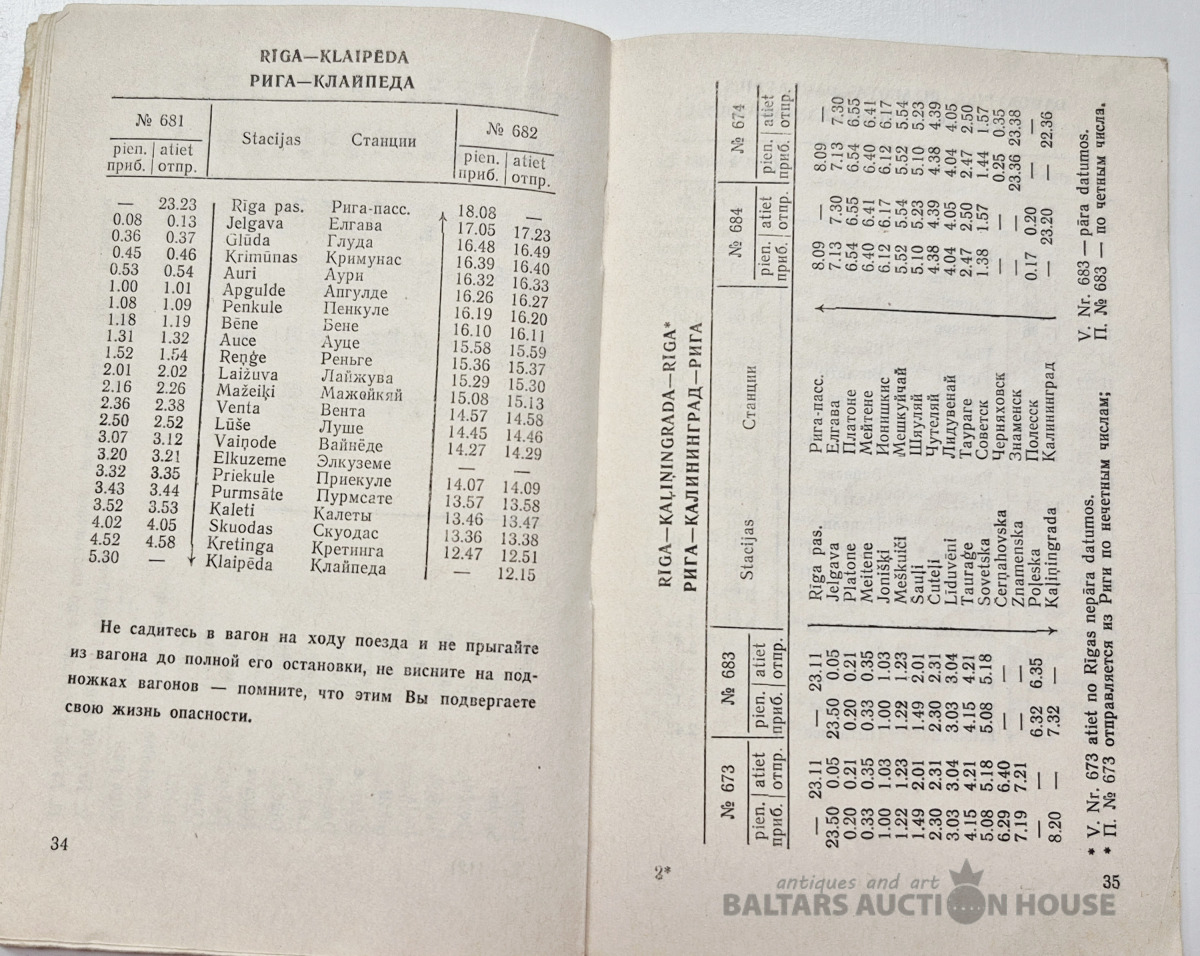 RĪGA—KLAIPĒDA
РИГА—КЛАЙПЕДА
№ 681 Stacijas Станции № 682
pien. atiet pien. atiet
приб. отпр. приб. отпр.
— 23.23 Rīga pas. Рига-пасс. 18.08 —
0.08 0.13 Jelgava Елгава 17.05 17.23
0.36 0.37 Glūda Глуда 16.48 16.49
0.45 0.46 Krimūnas Кримунас 16.39 16.40
0.53 0.54 Auri Аури 16.32 16.33
1.00 1.01 Apgulde Апгулде 16.26 16.27
1.08 1.09 Penkule Пенкуле 16.19 16.20
1.18 1.19 Bēne Бене 16.10 16.11
1.31 1.32 Auce Ауце 15.58 15.59
1.52 1.54 Reņģe Реньге 15.36 15.37
2.01 2.02 Laižuva Лайжува 15.29 15.30
2.16 2.26 Mažeiķi Мажейкяй 15.08 15.13
2.36 2.38 Venta Вента 14.57 14.58
2.50 2.52 Lūše Луше 14.45 14.46
3.07 3.12 Vaiņode Вайнёде 14.27 14.29
3.20 3.21 Elkuzeme Элкуземе — —
3.32 3.35 Priekule Приекуле 14.07 14.09
3.43 3.44 Purmsāte Пурмсате 13.57 13.58
3.52 3.53 Kaleti Калеты 13.46 13.47
4.02 4.05 Skuodas Скуодас 13.36 13.38
4.52 4.58 Kretinga Кретинга 12.47 12.51
5.30 — Klaipēda Клайпеда — 12.15
Не садитесь в вагон на ходу поезда и не прыгайте
из вагона до полной его остановки, не висните на под-
ножках вагонов — помните, что этим Вы подвергаете
свою жизнь опасности.
34
RĪGA—KAĻIŅINGRADA—RĪGA*
РИГА—КАЛИНИНГРАД—РИГА
№ 673 № 683 Stacijas Станции № 684 № 674
pien. atiet pien. atiet pien. atiet pien. atiet
приб. отпр. приб. отпр. приб. отпр. приб. отпр.
— 23.11 — 23.11 Rīga pas. Рига-пасс. 8.09 — 8.09 —
23.50 0.05 23.50 0.05 Jelgava Елгава 7.13 7.30 7.13 7.30
0.20 0.21 0.20 0.21 Platone Платоне 6.54 6.55 6.54 6.55
0.33 0.35 0.33 0.35 Meitene Мейтене 6.40 6.41 6.40 6.41
1.00 1.03 1.00 1.03 Jonišķi Ионишкис 6.12 6.17 6.12 6.17
1.22 1.23 1.22 1.23 Meškuiči Мешкуйчай 5.52 5.54 5.52 5.54
1.49 2.01 1.49 2.01 Šauļi Шяуляй 5.10 5.23 5.10 5.23
2.30 2.31 2.30 2.31 Cuteļi Чутеляй 4.38 4.39 4.38 4.39
3.03 3.04 3.03 3.04 Līduvēni Лидувенай 4.04 4.05 4.04 4.05
4.15 4.21 4.15 4.21 Tauraģe Таураге 2.47 2.50 2.47 2.50
5.08 5.18 5.08 5.18 Sovetska Советск 1.38 1.57 1.44 1.57
6.29 6.40 — — Cerņahovska Черняховск — — 0.25 0.35
7.19 7.21 — — Znamenska Знаменск — — 23.36 23.38
— — 6.32 6.35 Poļeska Полесск 0.17 0.20 — —
8.20 — 7.32 — Kaļiņingrada Калининград — 23.20 — 22.36
* V. Nr. 673 atiet no Rīgas nepāra datumos. V. Nr. 683 — pāra datumos.
* П. № 673 отправляется из Риги по нечетным числам; П. № 683 — по четным числа.
2*
35
antiques and art
BALTARS AUCTION HOUSE